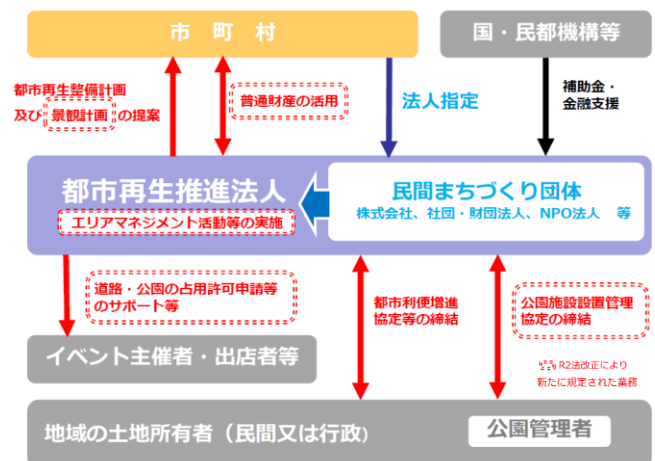 市 町 村
国・民都機構等
都市再生整備計画
及び 景観計画 の提案
普通財産の活用
法人指定
補助金・
金融支援
都市再生推進法人
エリアマネジメント活動等の実施
民間まちづくり団体
株式会社、社団・財団法人、NPO法人 等
道路・公園の占用許可申請等
のサポート等
都市利便増進
協定等の締結
公園施設設置管理
協定の締結
イベント主催者・出店者等
R2法改正により
新たに規定された業務
地域の土地所有者（民間又は行政）
公園管理者